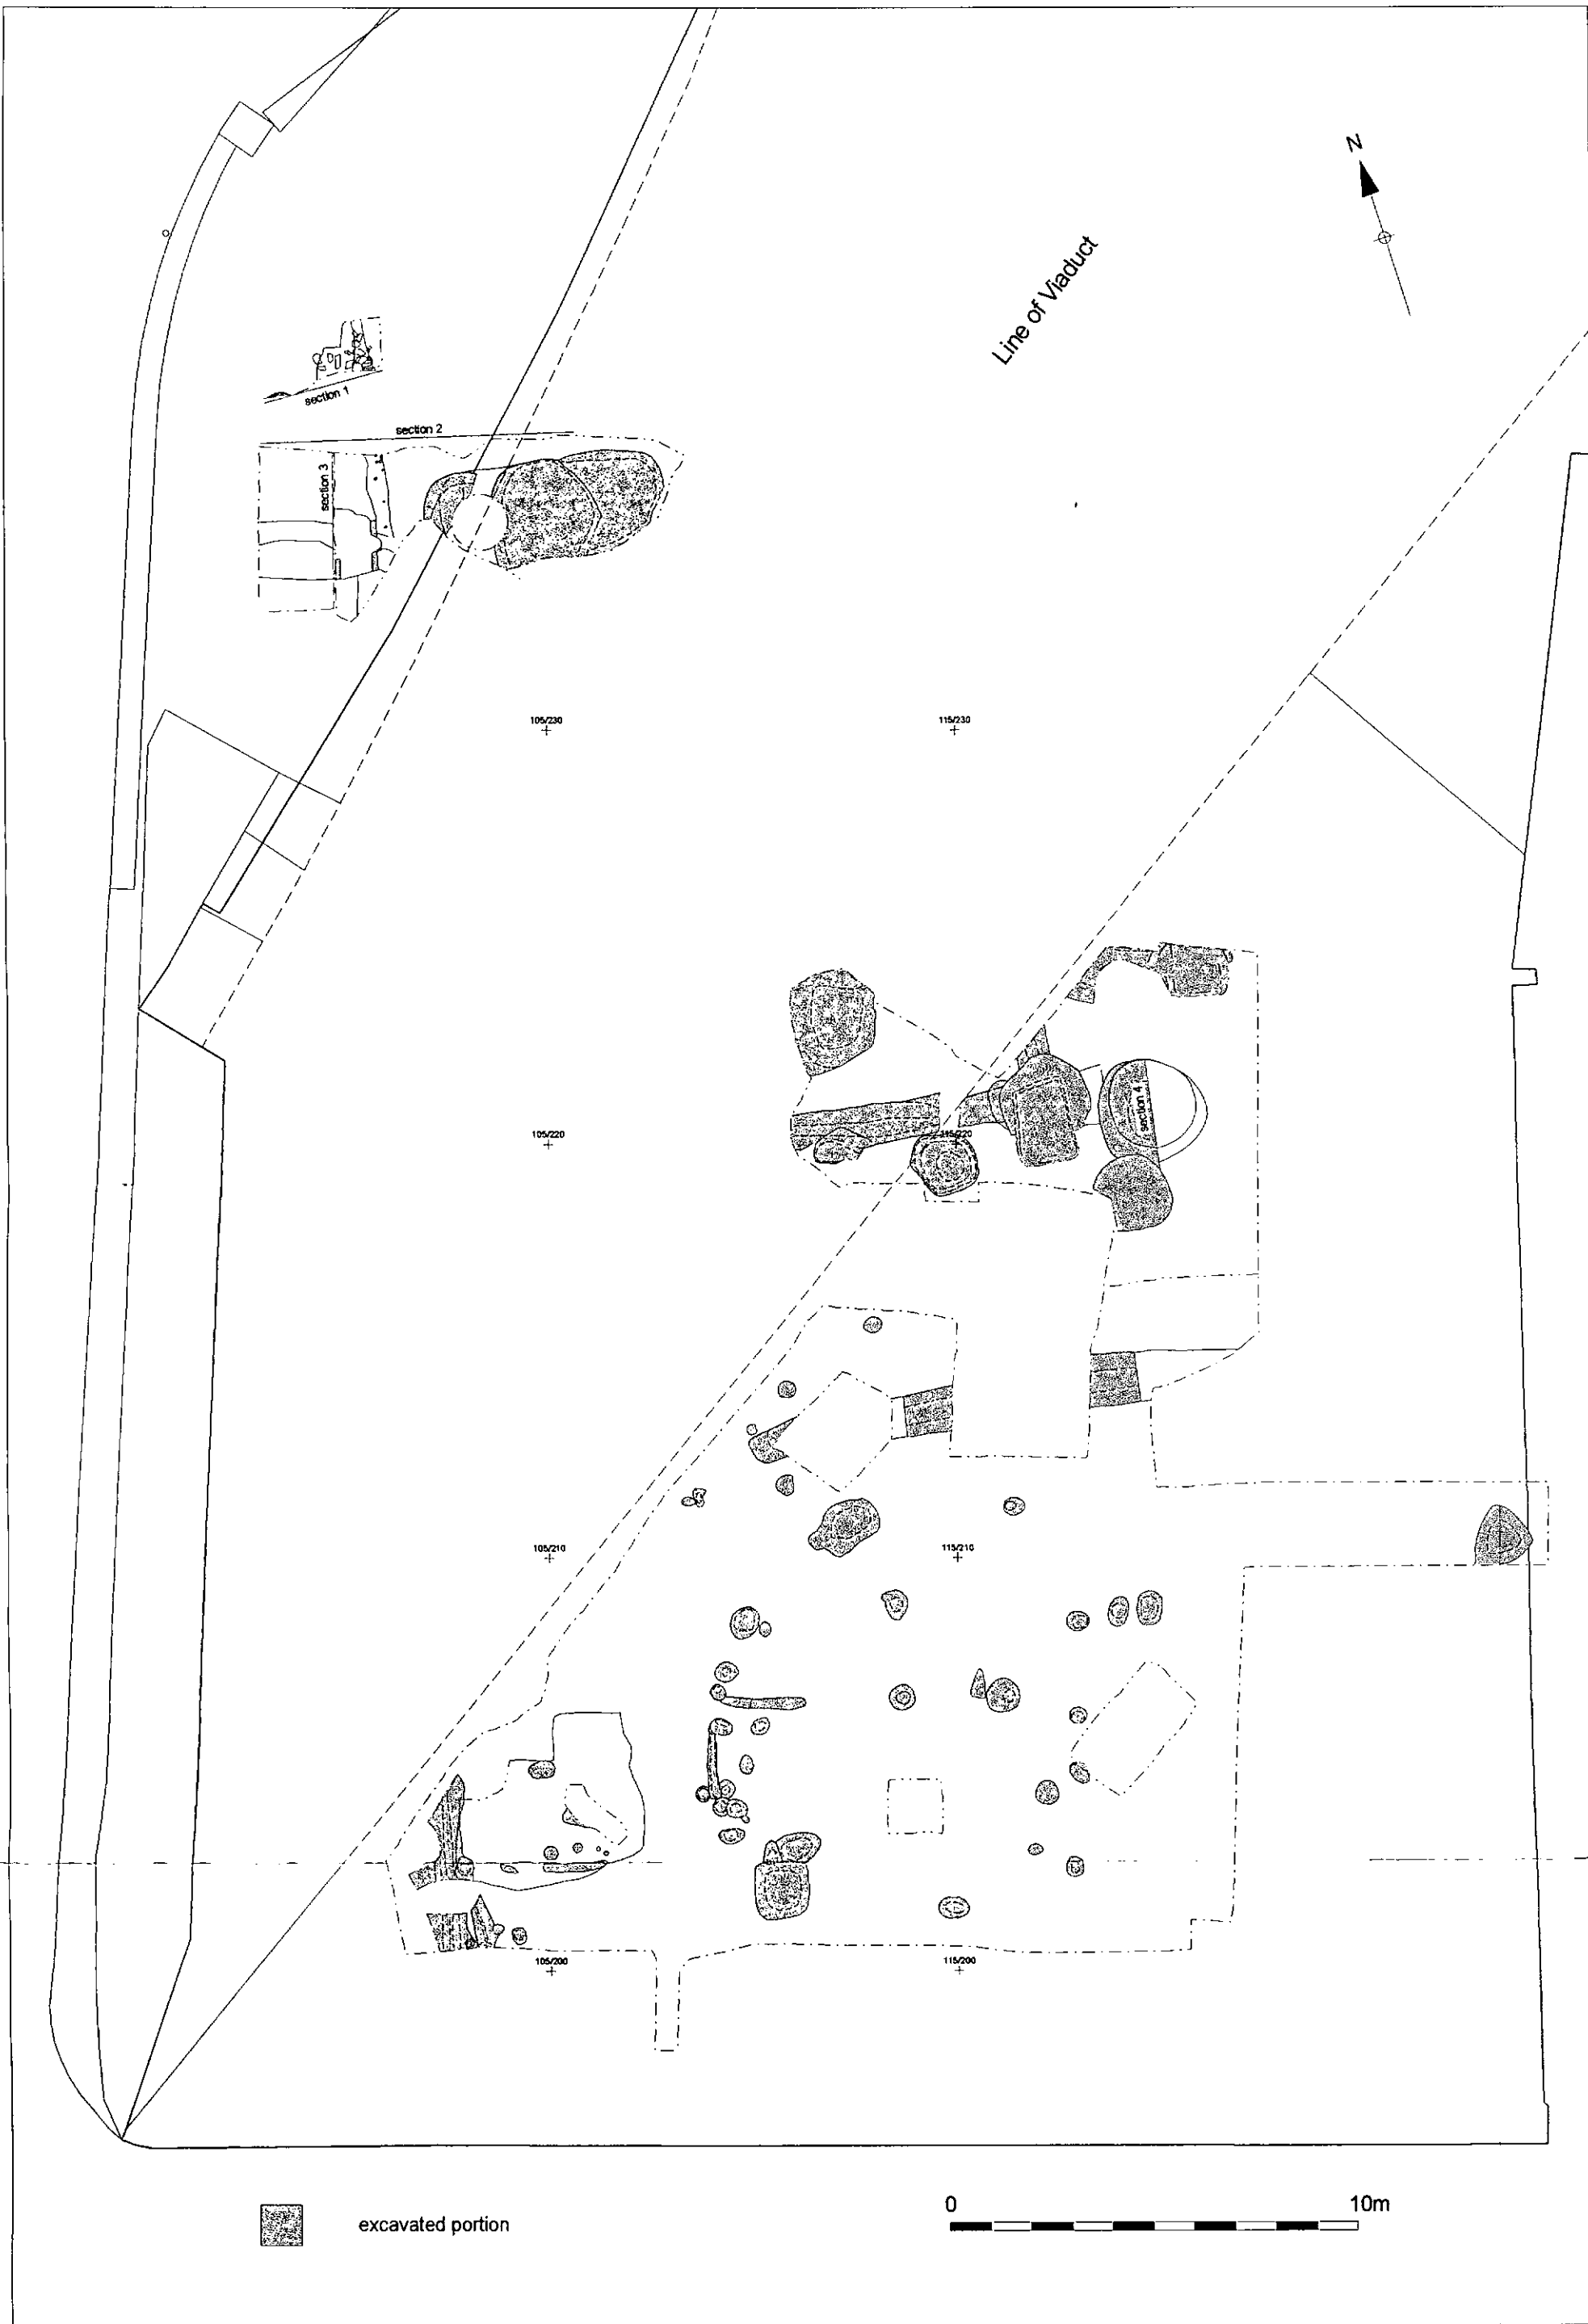 N
Line of Viaduct
section 1
section 2
section 3
105/230
115/230
section 4
105/220
115/220
105/210
115/210
105/200
115/200
excavated portion
0 10m